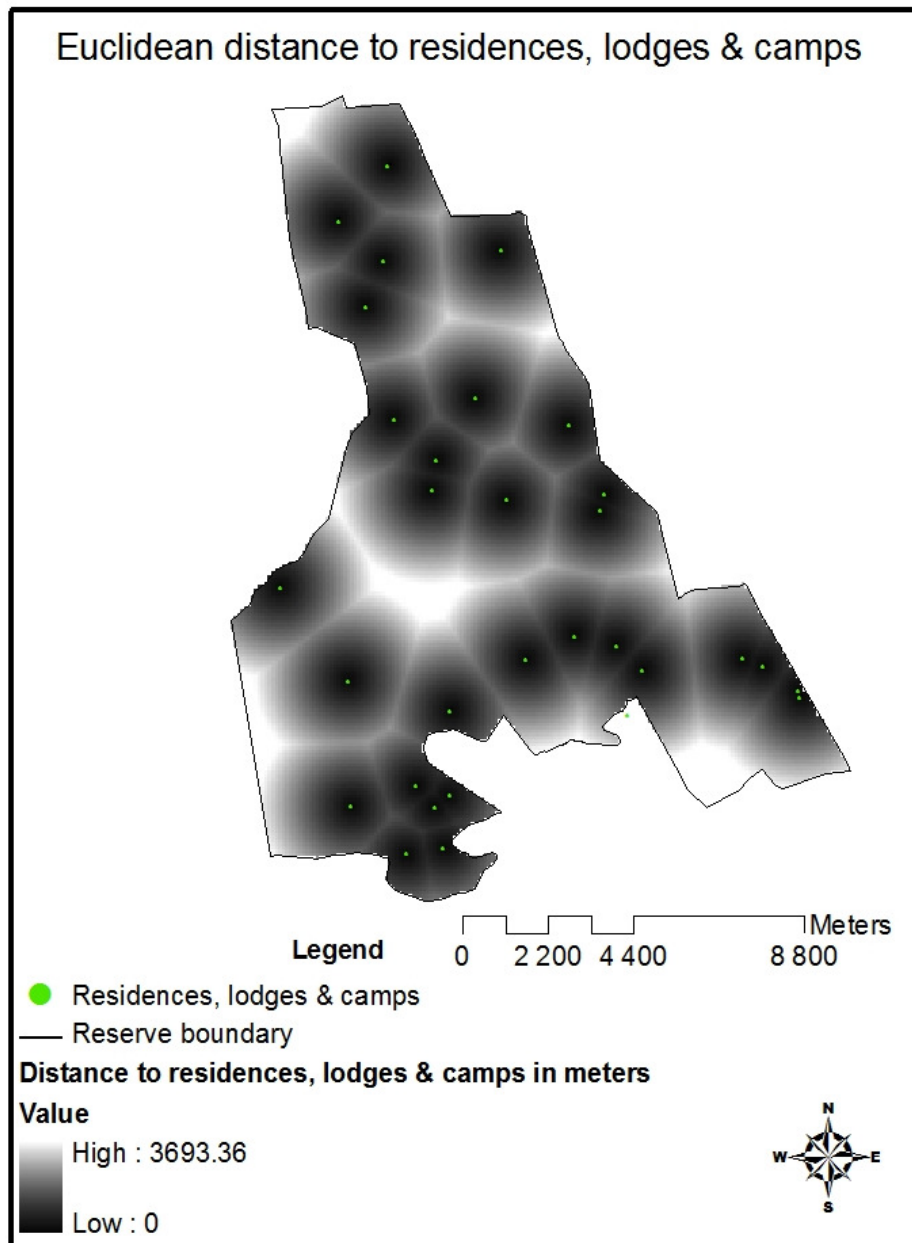 Euclidean distance to residences, lodges & camps
Meters
0 2 200 4 400 8 800
Legend
Residences, lodges & camps
Reserve boundary
Distance to residences, lodges & camps in meters
Value
High : 3693.36
Low : 0
N
W E
S